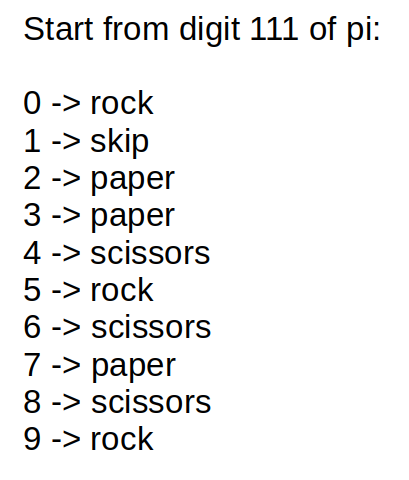 Start from digit 111 of pi:
0 -> rock
1 -> skip
2 -> paper
3 -> paper
4 -> scissors
5 -> rock
6 -> scissors
7 -> paper
8 -> scissors
9 -> rock